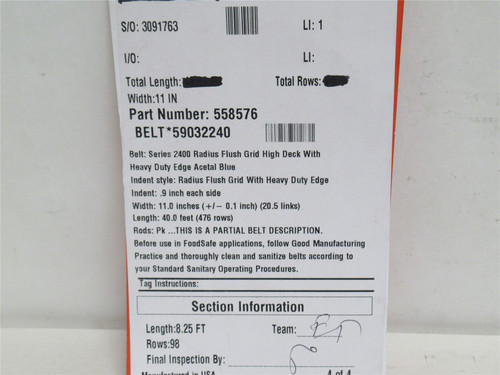 S/O: 3091763 LI: 1
I/O: LI:
Total Length: Total Rows:
Width:11 IN
Part Number: 558576
BELT*59032240
Belt: Series 2400 Radius Flush Grid High Deck With
Heavy Duty Edge Acetal Blue
Indent style: Radius Flush Grid With Heavy Duty Edge
Indent: .9 inch each side
Width: 11.0 inches (+/- 0.1 inch) (20.5 links)
Length: 40.0 feet (476 rows)
Rods: Pk ...THIS IS A PARTIAL BELT DESCRIPTION.
Before use in FoodSafe applications, follow Good Manufacturing
Practice and thoroughly clean and sanitize belts according to
your Standard Sanitary Operating Procedures.
Tag Instructions:
Section Information
Length:8.25 FT Team:
Rows:98
Final Inspection By:
Manufactured in USA 4 of 4